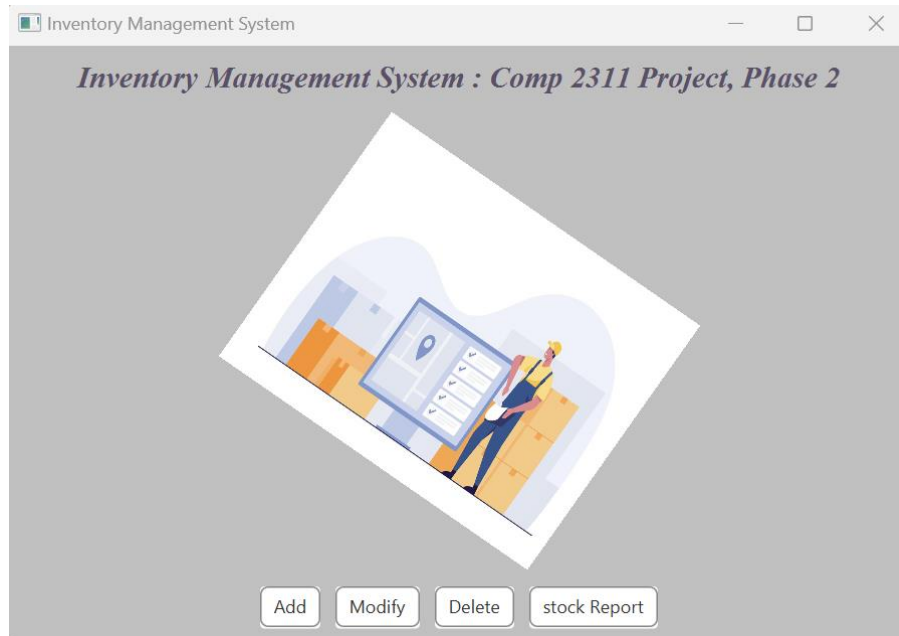 Inventory Management System
Inventory Management System : Comp 2311 Project, Phase 2
Add Modify Delete stock Report